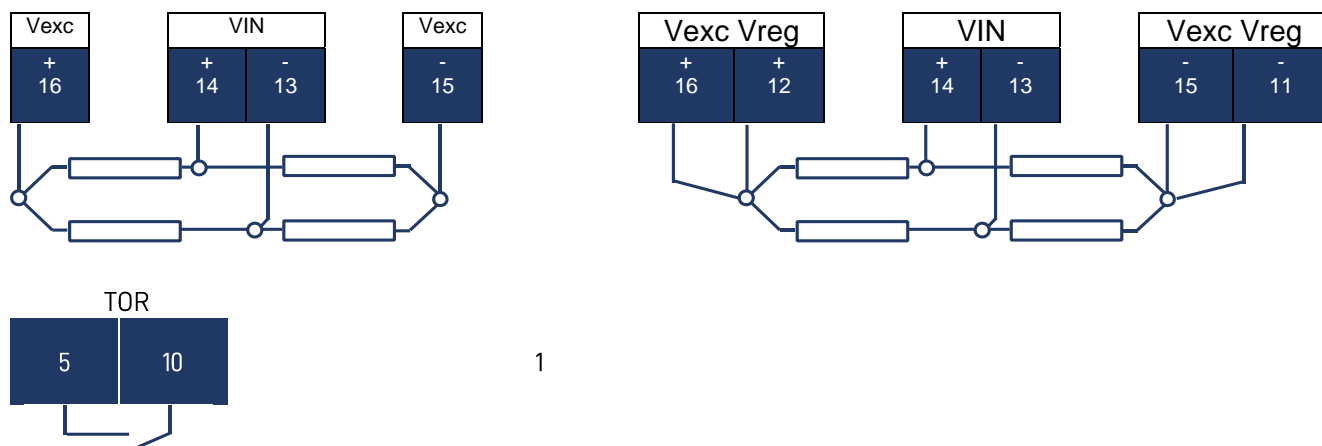 Vexc VIN Vexc
+ + - -
16 14 13 15
Vexc Vreg VIN Vexc Vreg
+ + + - - -
16 12 14 13 15 11
TOR
5 10
1